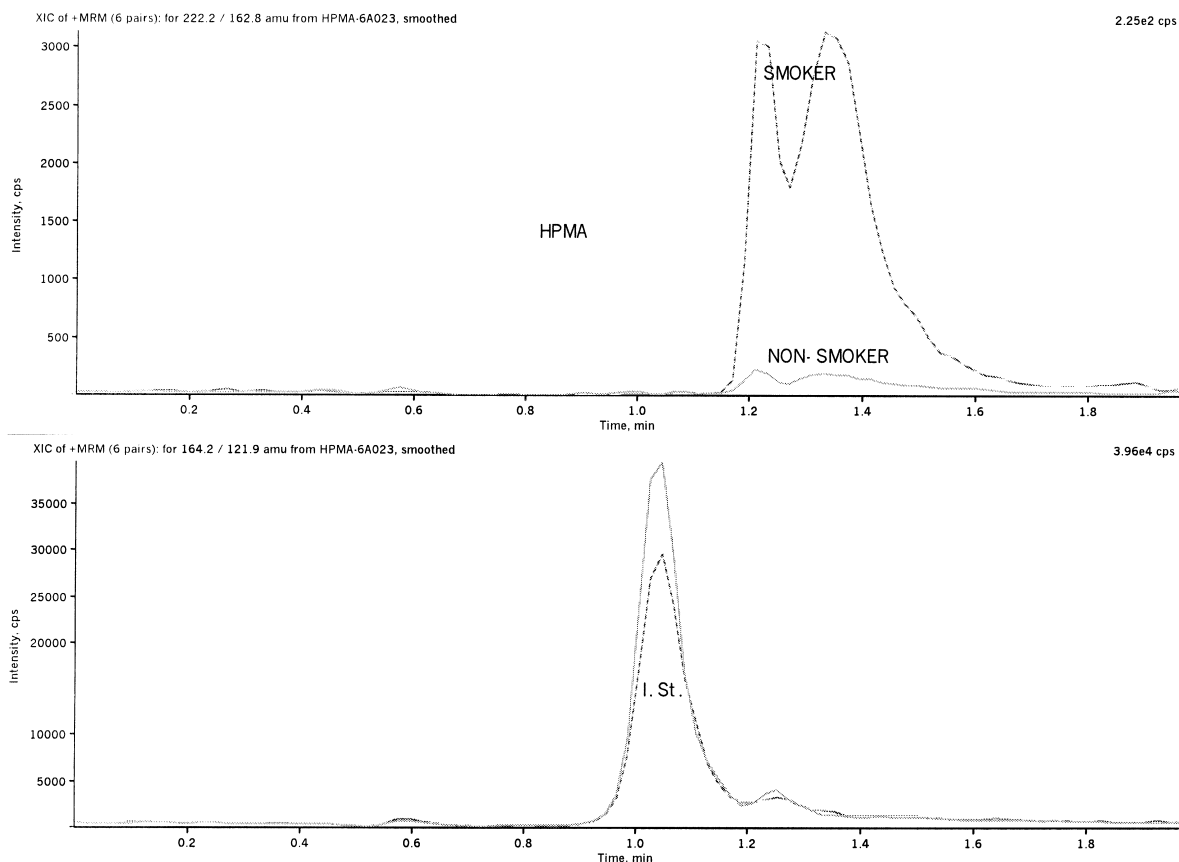 XIC of +MRM (6 pairs): for 222.2 / 162.8 amu from HPMA-6A023, smoothed
2.25e2 cps
3000
2500
2000
1500
1000
500
Intensity, cps
SMOKER
HPMA
NON- SMOKER
0.2 0.4 0.6 0.8 1.0 1.2 1.4 1.6 1.8
Time, min
XIC of +MRM (6 pairs): for 164.2 / 121.9 amu from HPMA-6A023, smoothed
3.96e4 cps
35000
30000
25000
20000
10000
5000
Intensity, cps
I. St.
0.2 0.4 0.6 0.8 1.0 1.2 1.4 1.6 1.8
Time, min